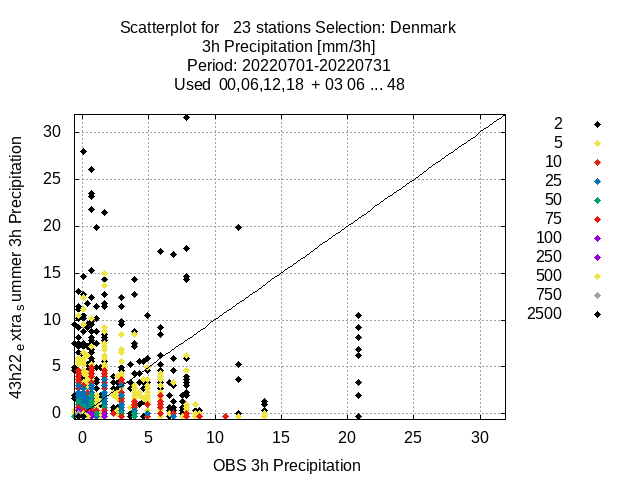 Scatterplot for 23 stations Selection: Denmark
3h Precipitation [mm/3h]
Period: 20220701-20220731
Used 00,06,12,18 + 03 06 ... 48
43h22 e xtra s ummer 3h Precipitation
30
25
20
15
10
5
0
0 5 10 15 20 25 30
OBS 3h Precipitation
2
5
10
25
50
75
100
250
500
750
2500